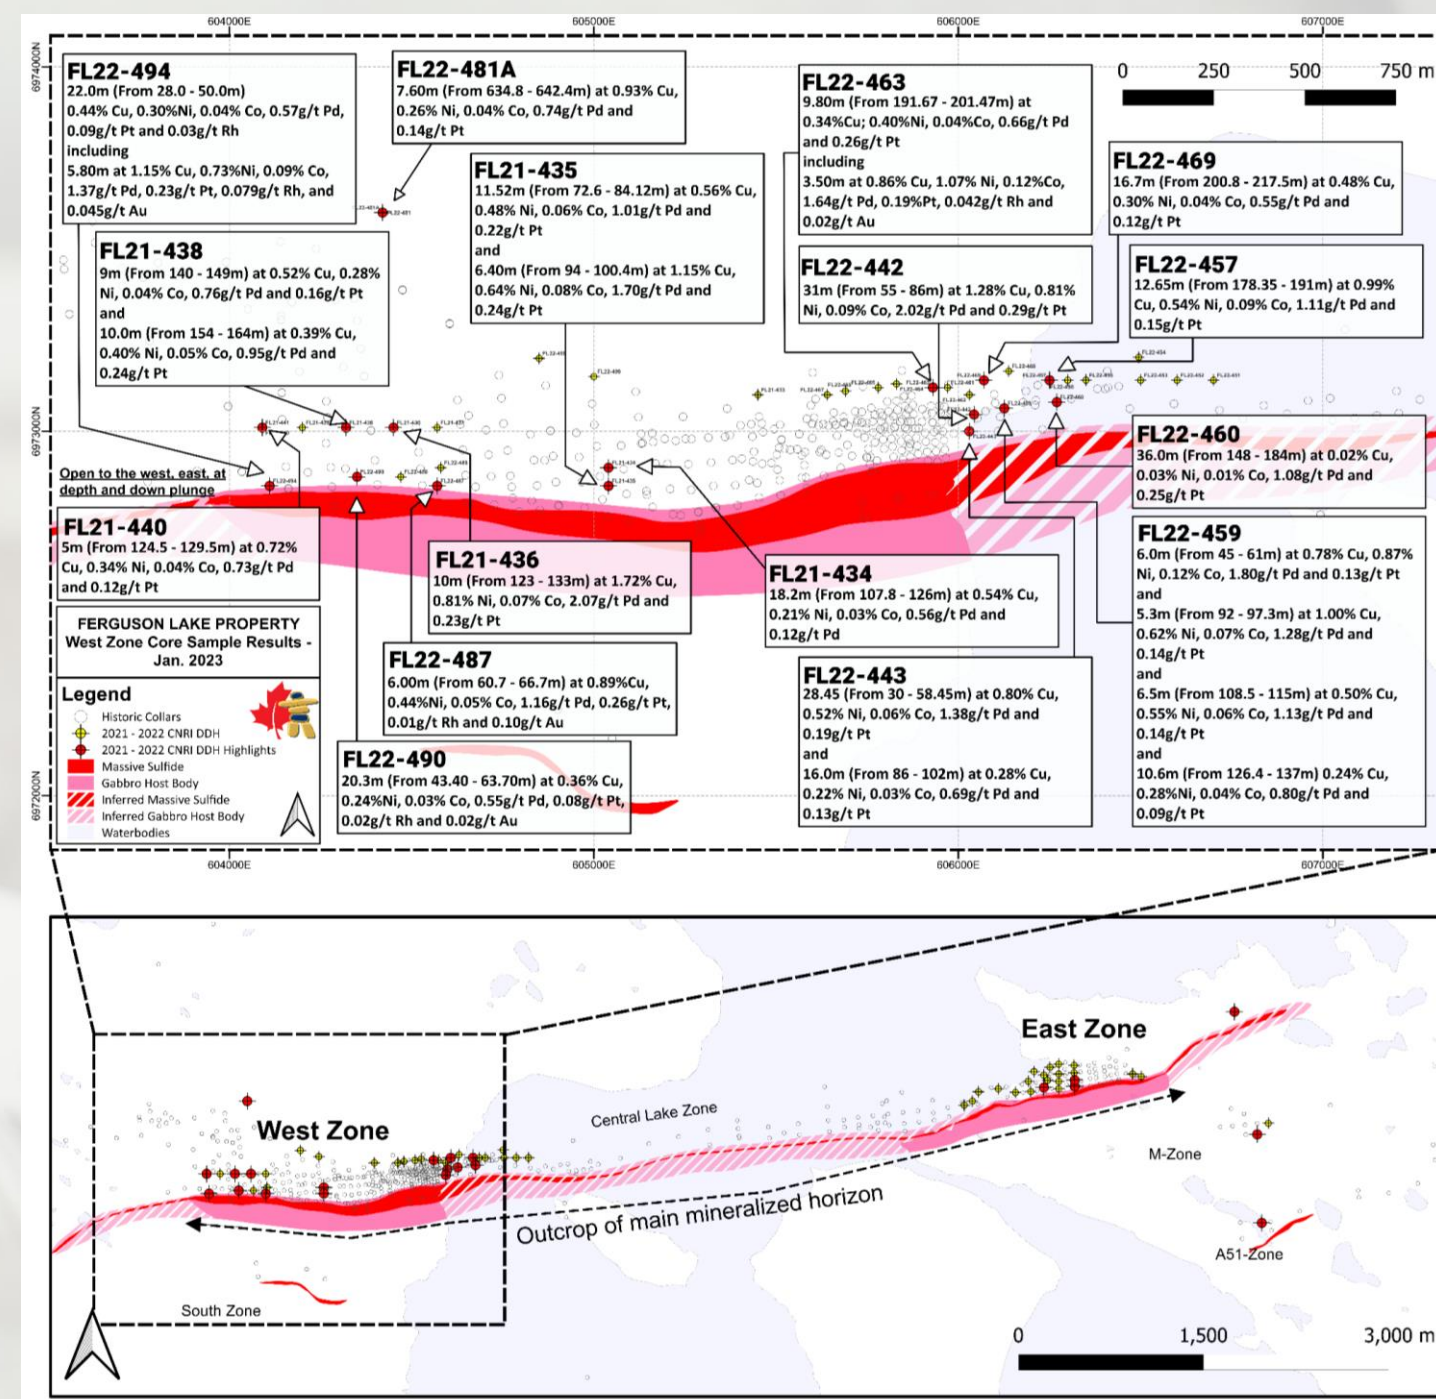 604000E
605000E
606000E
607000E
6974000N
6973000N
6972000N
0 250 500 750 m
FL22-494
22.0m (From 28.0 - 50.0m)
0.44% Cu, 0.30%Ni, 0.04% Co, 0.57g/t Pd,
0.09g/t Pt and 0.03g/t Rh
including
5.80m at 1.15% Cu, 0.73%Ni, 0.09% Co,
1.37g/t Pd, 0.23g/t Pt, 0.079g/t Rh, and
0.045g/t Au
FL22-481A
7.60m (From 634.8 - 642.4m) at 0.93% Cu,
0.26% Ni, 0.04% Co, 0.74g/t Pd and
0.14g/t Pt
FL21-435
11.52m (From 72.6 - 84.12m) at 0.56% Cu,
0.48% Ni, 0.06% Co, 1.01g/t Pd and
0.22g/t Pt
and
6.40m (From 94 - 100.4m) at 1.15% Cu,
0.64% Ni, 0.08% Co, 1.70g/t Pd and
0.24g/t Pt
FL22-463
9.80m (From 191.67 - 201.47m) at
0.34%Cu; 0.40%Ni, 0.04%Co, 0.66g/t Pd
and 0.26g/t Pt
including
3.50m at 0.86% Cu, 1.07% Ni, 0.12%Co,
1.64g/t Pd, 0.19%Pt, 0.042g/t Rh and
0.02g/t Au
FL22-469
16.7m (From 200.8 - 217.5m) at 0.48% Cu,
0.30% Ni, 0.04% Co, 0.55g/t Pd and
0.12g/t Pt
FL21-438
9m (From 140 - 149m) at 0.52% Cu, 0.28%
Ni, 0.04% Co, 0.76g/t Pd and 0.16g/t Pt
and
10.0m (From 154 - 164m) at 0.39% Cu,
0.40% Ni, 0.05% Co, 0.95g/t Pd and
0.24g/t Pt
FL22-442
31m (From 55 - 86m) at 1.28% Cu, 0.81%
Ni, 0.09% Co, 2.02g/t Pd and 0.29g/t Pt
FL22-457
12.65m (From 178.35 - 191m) at 0.99%
Cu, 0.54% Ni, 0.09% Co, 1.11g/t Pd and
0.15g/t Pt
Open to the west, east, at
depth and down plunge
FL21-440
5m (From 124.5 - 129.5m) at 0.72%
Cu, 0.34% Ni, 0.04% Co, 0.73g/t Pd
and 0.12g/t Pt
FL21-436
10m (From 123 - 133m) at 1.72% Cu,
0.81% Ni, 0.07% Co, 2.07g/t Pd and
0.23g/t Pt
FL21-434
18.2m (From 107.8 - 126m) at 0.54% Cu,
0.21% Ni, 0.03% Co, 0.56g/t Pd and
0.12g/t Pd
FL22-460
36.0m (From 148 - 184m) at 0.02% Cu,
0.03% Ni, 0.01% Co, 1.08g/t Pd and
0.25g/t Pt
FL22-459
6.0m (From 45 - 61m) at 0.78% Cu, 0.87%
Ni, 0.12% Co, 1.80g/t Pd and 0.13g/t Pt
and
5.3m (From 92 - 97.3m) at 1.00% Cu,
0.62% Ni, 0.07% Co, 1.28g/t Pd and
0.14g/t Pt
and
6.5m (From 108.5 - 115m) at 0.50% Cu,
0.55% Ni, 0.06% Co, 1.13g/t Pd and
0.14g/t Pt
and
10.6m (From 126.4 - 137m) 0.24% Cu,
0.28%Ni, 0.04% Co, 0.80g/t Pd and
0.09g/t Pt
FL22-487
6.00m (From 60.7 - 66.7m) at 0.89%Cu,
0.44%Ni, 0.05% Co, 1.16g/t Pd, 0.26g/t Pt,
0.01g/t Rh and 0.10g/t Au
FL22-443
28.45 (From 30 - 58.45m) at 0.80% Cu,
0.52% Ni, 0.06% Co, 1.38g/t Pd and
0.19g/t Pt
and
16.0m (From 86 - 102m) at 0.28% Cu,
0.22% Ni, 0.03% Co, 0.69g/t Pd and
0.13g/t Pt
FL22-490
20.3m (From 43.40 - 63.70m) at 0.36% Cu,
0.24%Ni, 0.03% Co, 0.55g/t Pd, 0.08g/t Pt,
0.02g/t Rh and 0.02g/t Au
FERGUSON LAKE PROPERTY
West Zone Core Sample Results -
Jan. 2023
Legend
Historic Collars
2021 - 2022 CNRI DDH
2021 - 2022 CNRI DDH Highlights
Massive Sulfide
Gabbro Host Body
Inferred Massive Sulfide
Inferred Gabbro Host Body
Waterbodies
604000E
605000E
606000E
607000E
East Zone
Central Lake Zone
West Zone
M-Zone
Outcrop of main mineralized horizon
A51-Zone
South Zone
0 1,500 3,000 m